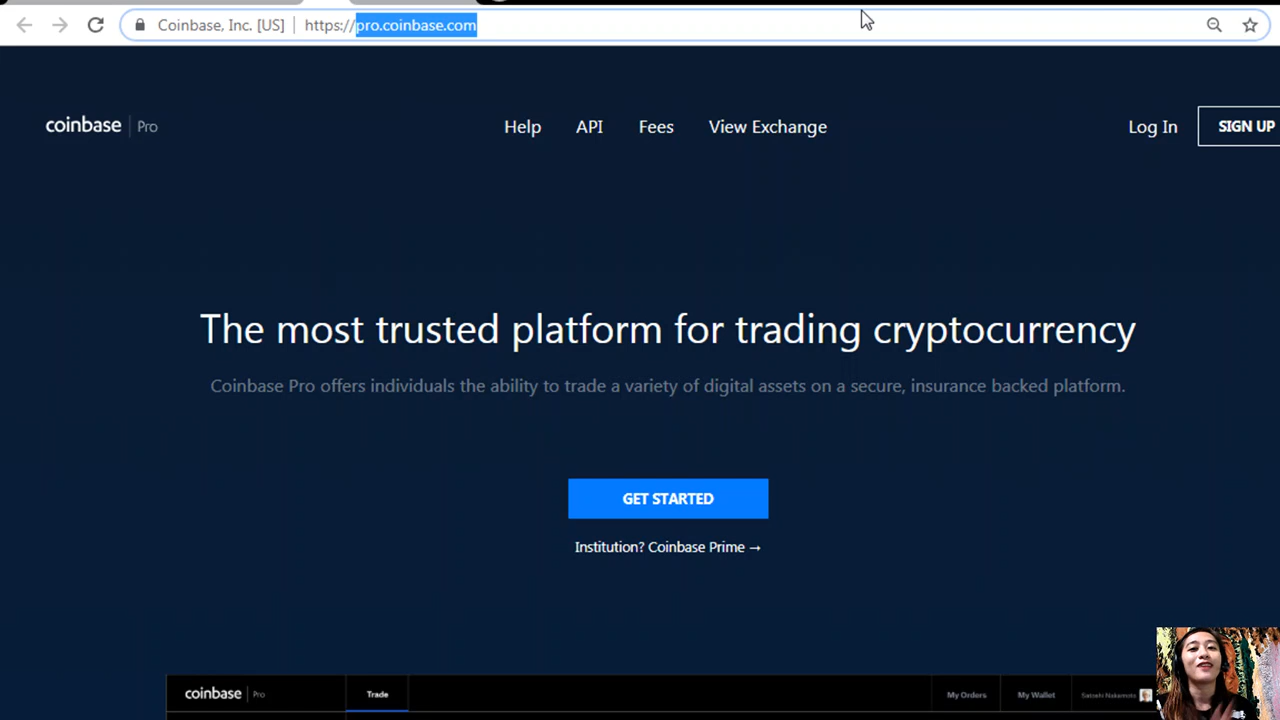 Coinbase, Inc. [US] | https://pro.coinbase.com
coinbase | Pro
Help API Fees View Exchange
Log In SIGN UP
The most trusted platform for trading cryptocurrency
Coinbase Pro offers individuals the ability to trade a variety of digital assets on a secure, insurance backed platform.
GET STARTED
Institution? Coinbase Prime →
coinbase | Pro Trade My Orders My Wallet Satoshi Nakamoto